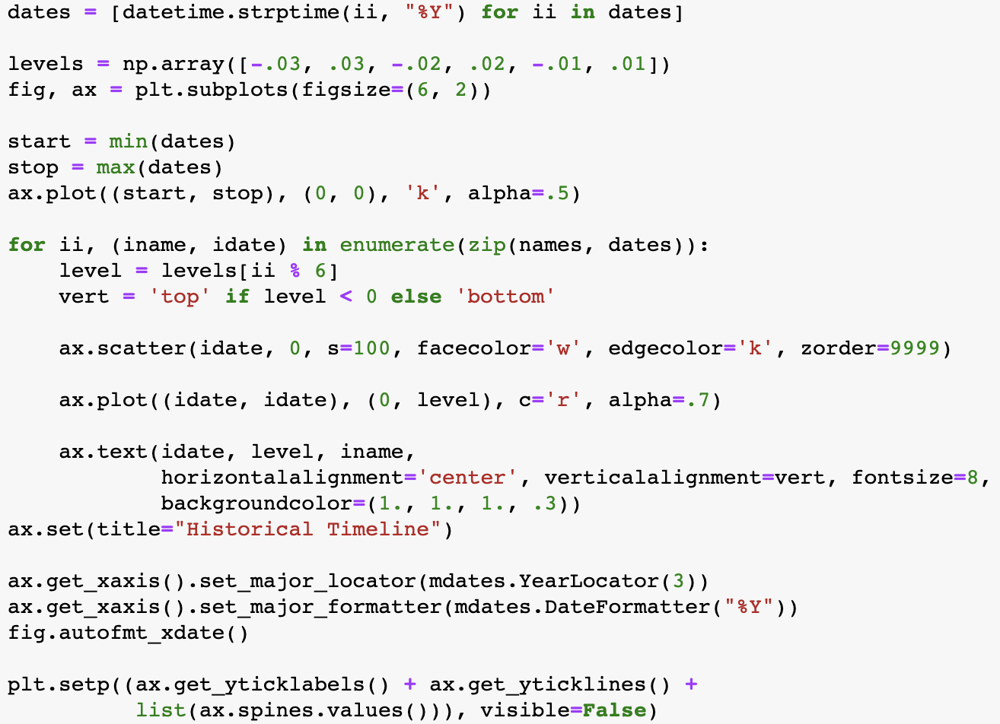 dates = [datetime.strptime(ii, "%Y") for ii in dates]

levels = np.array([-.03, .03, -.02, .02, -.01, .01])
fig, ax = plt.subplots(figsize=(6, 2))

start = min(dates)
stop = max(dates)
ax.plot((start, stop), (0, 0), 'k', alpha=.5)

for ii, (iname, idate) in enumerate(zip(names, dates)):
    level = levels[ii % 6]
    vert = 'top' if level < 0 else 'bottom'

    ax.scatter(idate, 0, s=100, facecolor='w', edgecolor='k', zorder=9999)

    ax.plot((idate, idate), (0, level), c='r', alpha=.7)

    ax.text(idate, level, iname,
            horizontalalignment='center', verticalalignment=vert, fontsize=8,
            backgroundcolor=(1., 1., 1., .3))
ax.set(title="Historical Timeline")

ax.get_xaxis().set_major_locator(mdates.YearLocator(3))
ax.get_xaxis().set_major_formatter(mdates.DateFormatter("%Y"))
fig.autofmt_xdate()

plt.setp((ax.get_yticklabels() + ax.get_yticklines() +
          list(ax.spines.values())), visible=False)